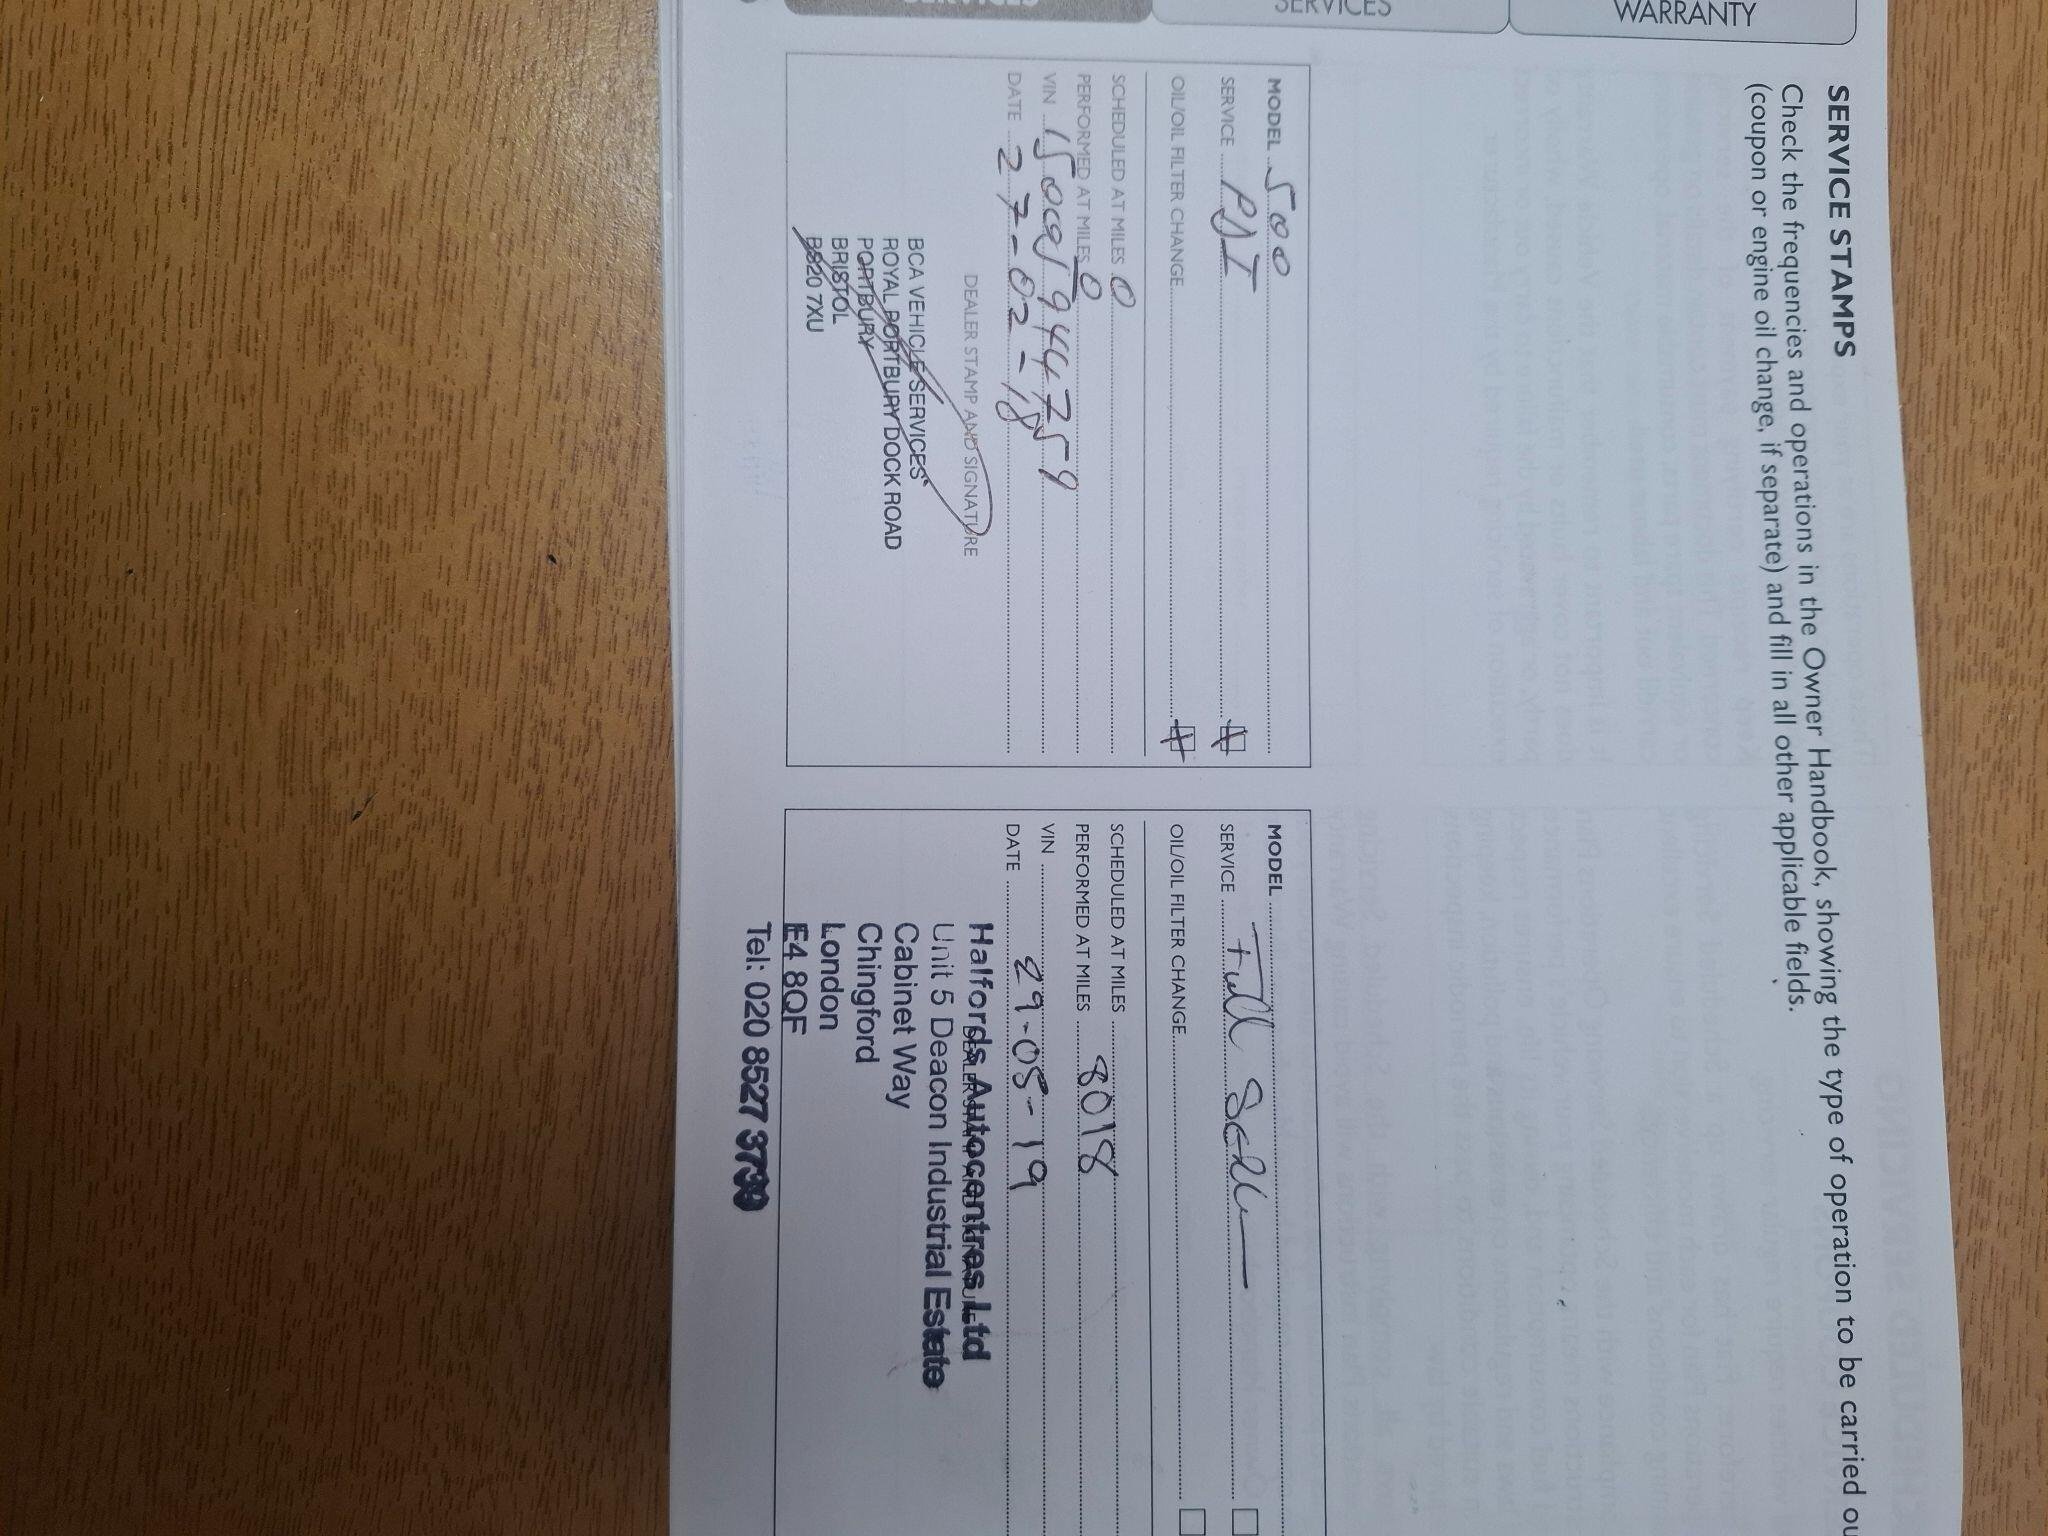 SERVICES
WARRANTY
SERVICE STAMPS
Check the frequencies and operations in the Owner Handbook, showing the type of operation to be carried ou
(coupon or engine oil change, if separate) and fill in all other applicable fields.
MODEL 500
SERVICE PDI
OIL/OIL FILTER CHANGE
SCHEDULED AT MILES 0
PERFORMED AT MILES 0
VIN
DATE 27-02-18
DEALER STAMP AND SIGNATURE
BCA VEHICLE SERVICES
ROYAL PORTBURY DOCK ROAD
PORTBURY
BRISTOL
BS20 7XU
MODEL
SERVICE Full
OIL/OIL FILTER CHANGE
SCHEDULED AT MILES
PERFORMED AT MILES 8018
VIN
DATE 29-05-19
DEALER STAMP AND SIGNATURE
Halfords Autocentres Ltd
Unit 5 Deacon Industrial Estate
Cabinet Way
Chingford
London
E4 8QF
Tel: 020 8527